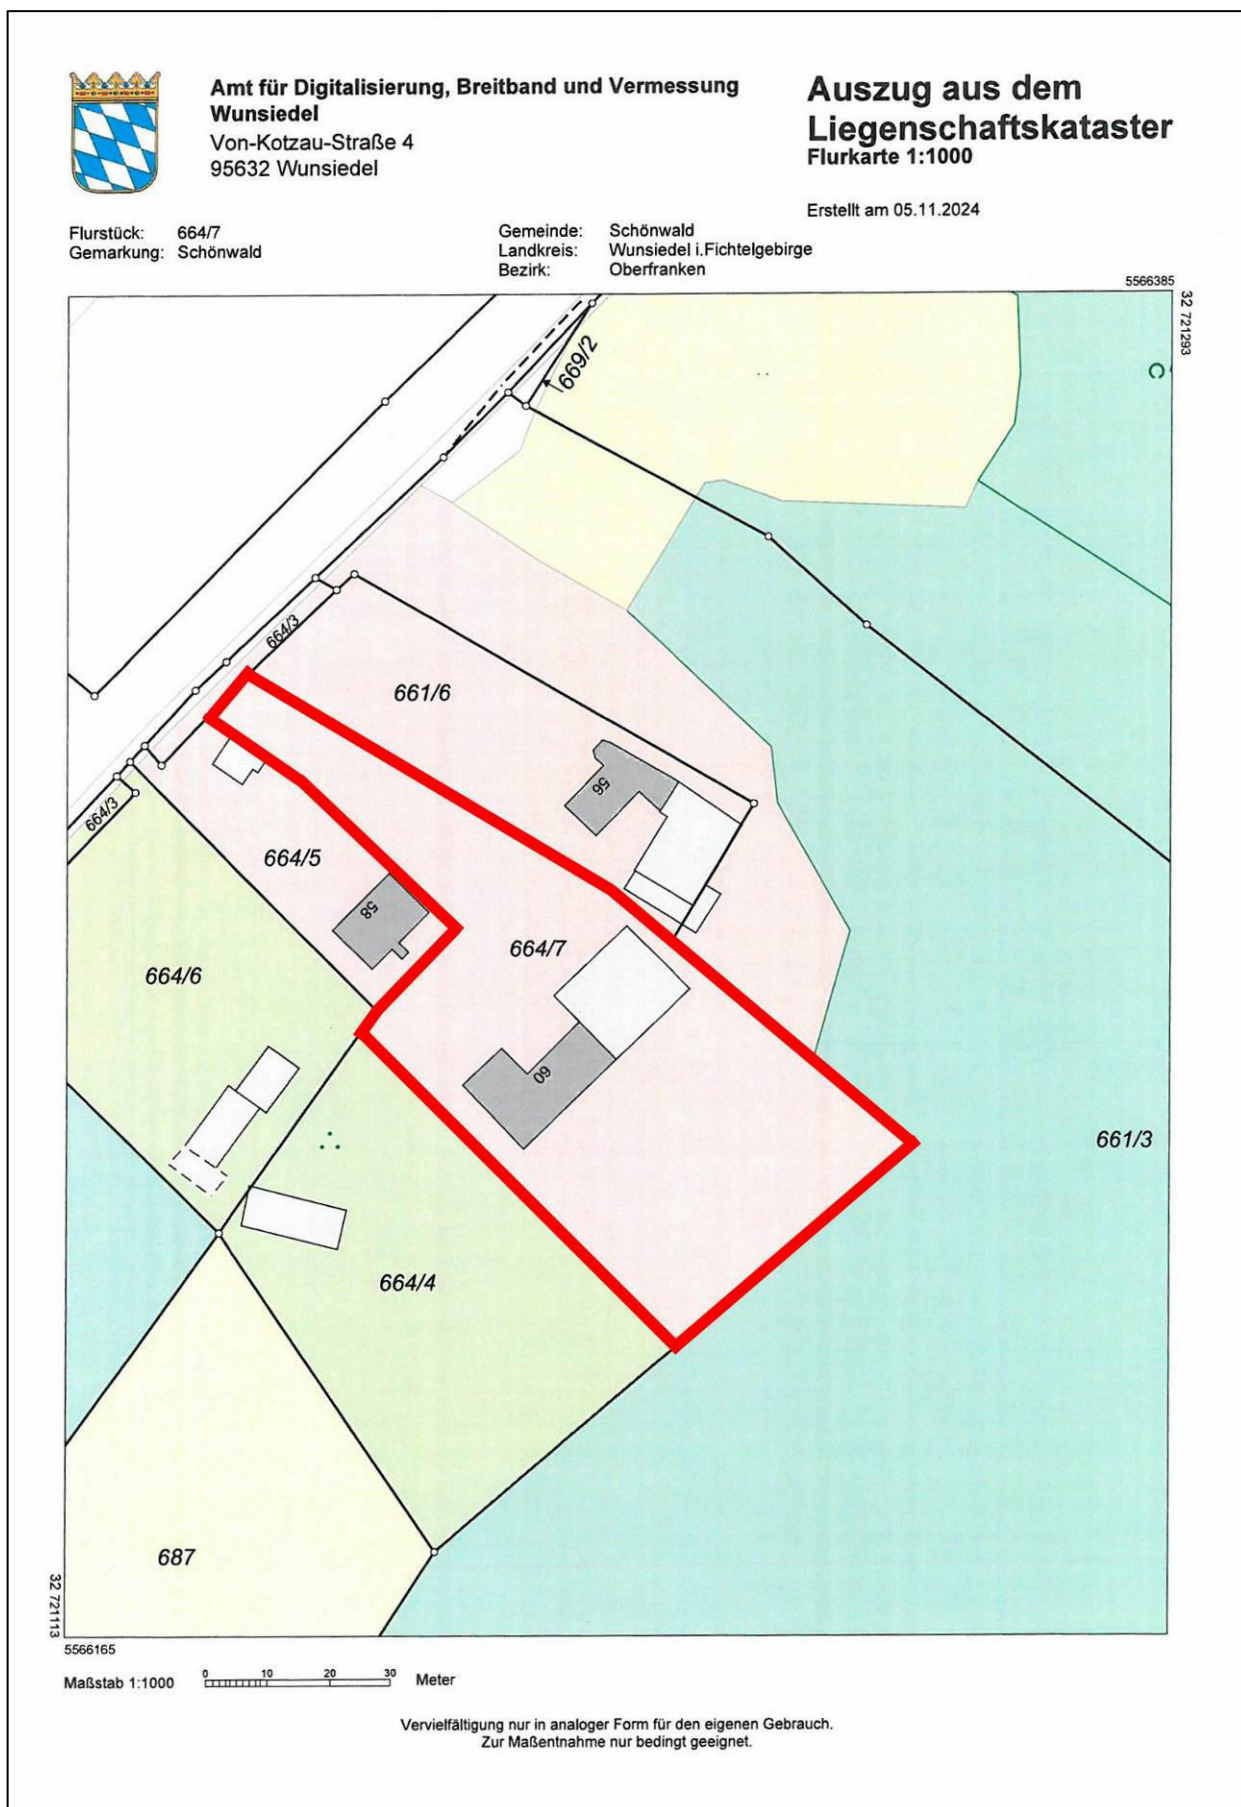 Amt für Digitalisierung, Breitband und Vermessung
Wunsiedel
Von-Kotzau-Straße 4
95632 Wunsiedel
Auszug aus dem
Liegenschaftskataster
Flurkarte 1:1000
Erstellt am 05.11.2024
Flurstück: 664/7
Gemarkung: Schönwald
Gemeinde: Schönwald
Landkreis: Wunsiedel i.Fichtelgebirge
Bezirk: Oberfranken
5566385
32 721293
669/2
664/3
661/6
56
664/3
664/5
58
664/7
664/6
60
661/3
664/4
687
32 721113
5566165
Maßstab 1:1000 0 10 20 30 Meter
Vervielfältigung nur in analoger Form für den eigenen Gebrauch.
Zur Maßentnahme nur bedingt geeignet.